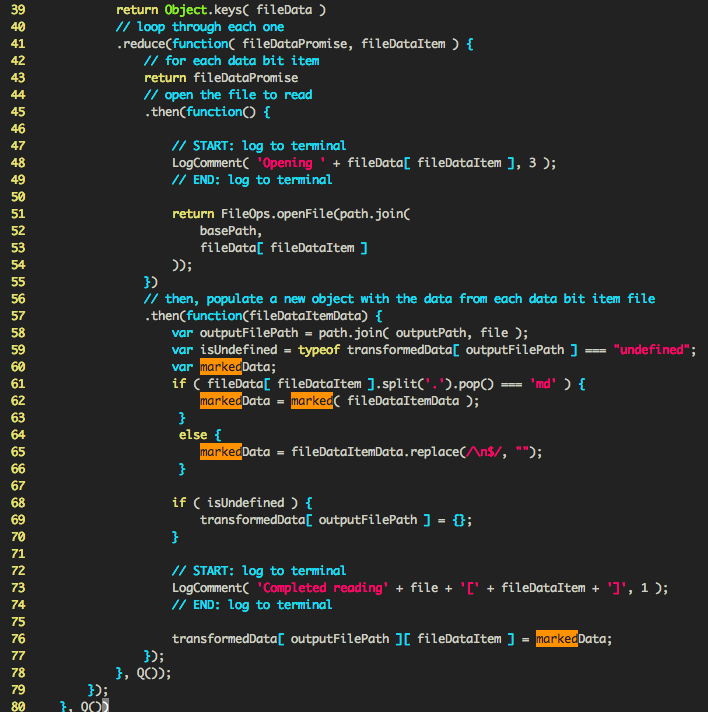 39 return Object.keys( fileData )
40 // loop through each one
41 .reduce(function( fileDataPromise, fileDataItem ) {
42 // for each data bit item
43 return fileDataPromise
44 // open the file to read
45 .then(function() {
46
47 // START: log to terminal
48 LogComment( 'Opening ' + fileData[ fileDataItem ], 3 );
49 // END: log to terminal
50
51 return FileOps.openFile(path.join(
52 basePath,
53 fileData[ fileDataItem ]
54 ));
55 })
56 // then, populate a new object with the data from each data bit item file
57 .then(function(fileDataItemData) {
58 var outputFilePath = path.join( outputPath, file );
59 var isUndefined = typeof transformedData[ outputFilePath ] === "undefined";
60 var markedData;
61 if ( fileData[ fileDataItem ].split('.').pop() === 'md' ) {
62 markedData = marked( fileDataItemData );
63 }
64 else {
65 markedData = fileDataItemData.replace(/\n$/, "");
66 }
67
68 if ( isUndefined ) {
69 transformedData[ outputFilePath ] = {};
70 }
71
72 // START: log to terminal
73 LogComment( 'Completed reading' + file + '[' + fileDataItem + ']', 1 );
74 // END: log to terminal
75
76 transformedData[ outputFilePath ][ fileDataItem ] = markedData;
77 });
78 }, Q());
79 });
80 }, Q())